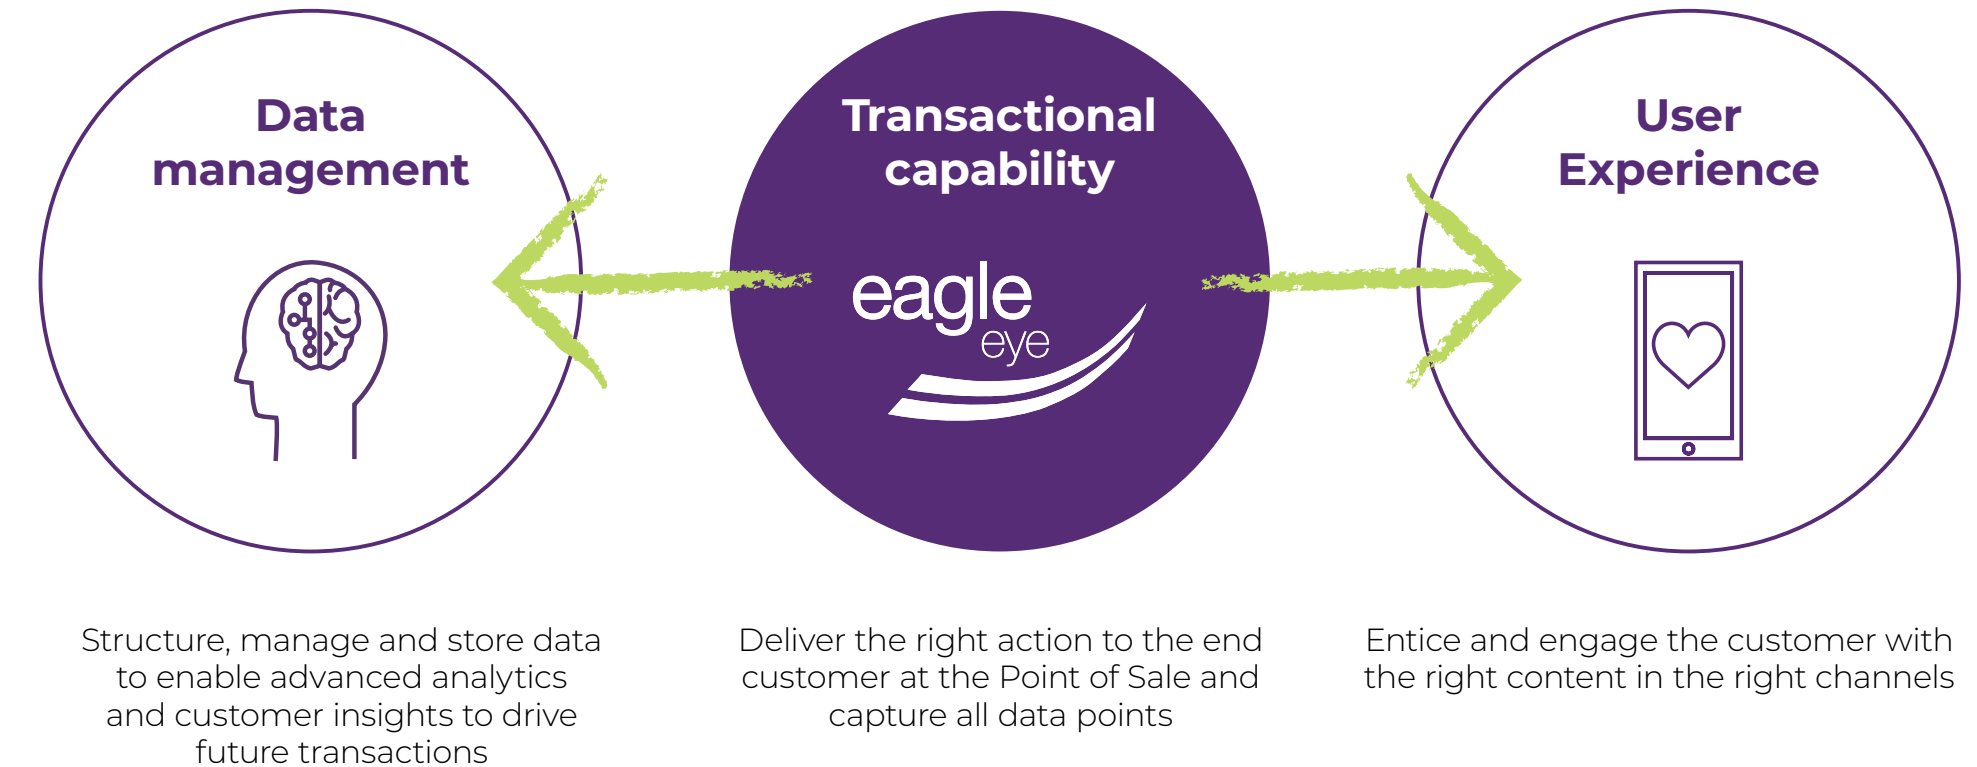 Data
management
Transactional
capability
eagle
eye
User
Experience
Structure, manage and store data
to enable advanced analytics
and customer insights to drive
future transactions
Deliver the right action to the end
customer at the Point of Sale and
capture all data points
Entice and engage the customer with
the right content in the right channels